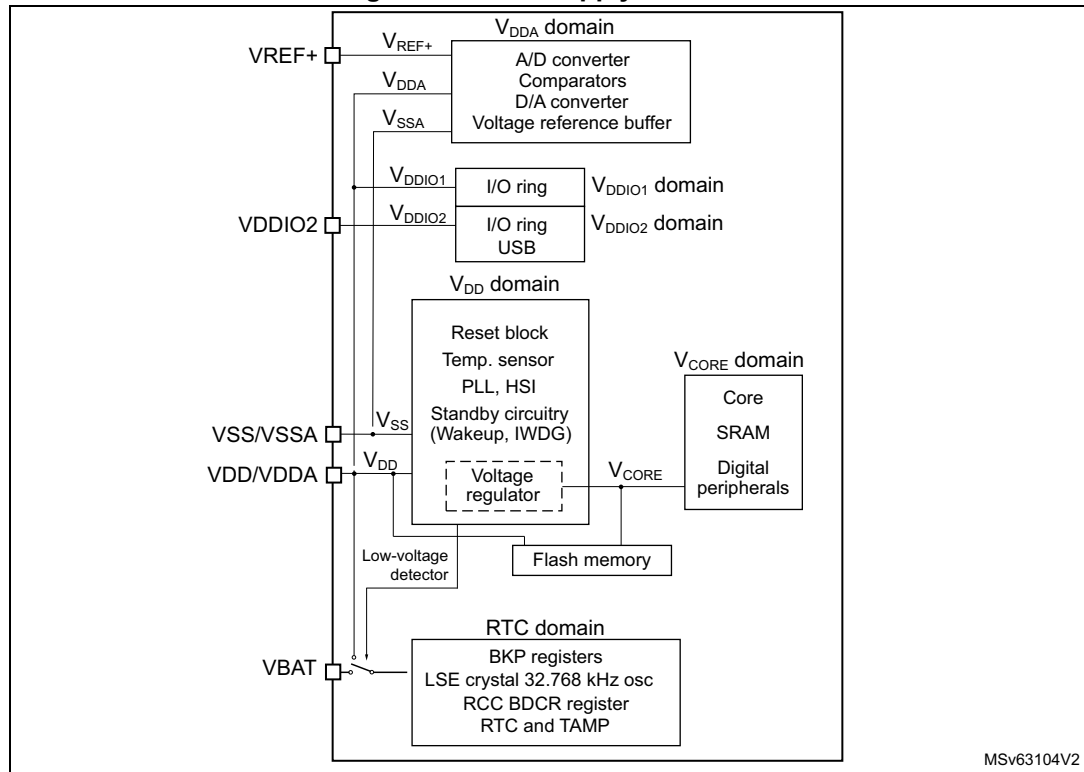 VDDA domain
VREF+
VREF+
A/D converter
Comparators
D/A converter
Voltage reference buffer
VDDA
VSSA
VDDIO1
I/O ring
VDDIO1 domain
VDDIO2
VDDIO2
I/O ring
USB
VDDIO2 domain
VDD domain
Reset block
Temp. sensor
PLL, HSI
Standby circuitry
(Wakeup, IWDG)
Voltage
regulator
VCORE domain
Core
SRAM
Digital
peripherals
VSS/VSSA
VSS
VDD/VDDA
VDD
VCORE
Low-voltage
detector
Flash memory
RTC domain
VBAT
BKP registers
LSE crystal 32.768 kHz osc
RCC BDCR register
RTC and TAMP
MSv63104V2